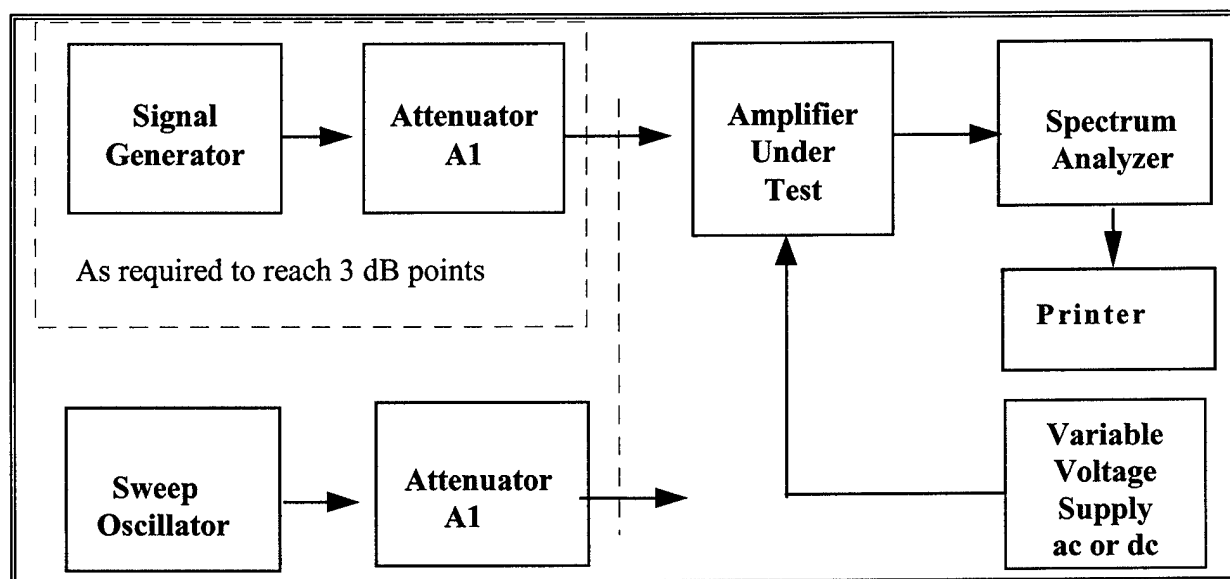 Signal
Generator
Attenuator
A1
Amplifier
Under
Test
Spectrum
Analyzer
As required to reach 3 dB points
Printer
Sweep
Oscillator
Attenuator
A1
Variable
Voltage
Supply
ac or dc